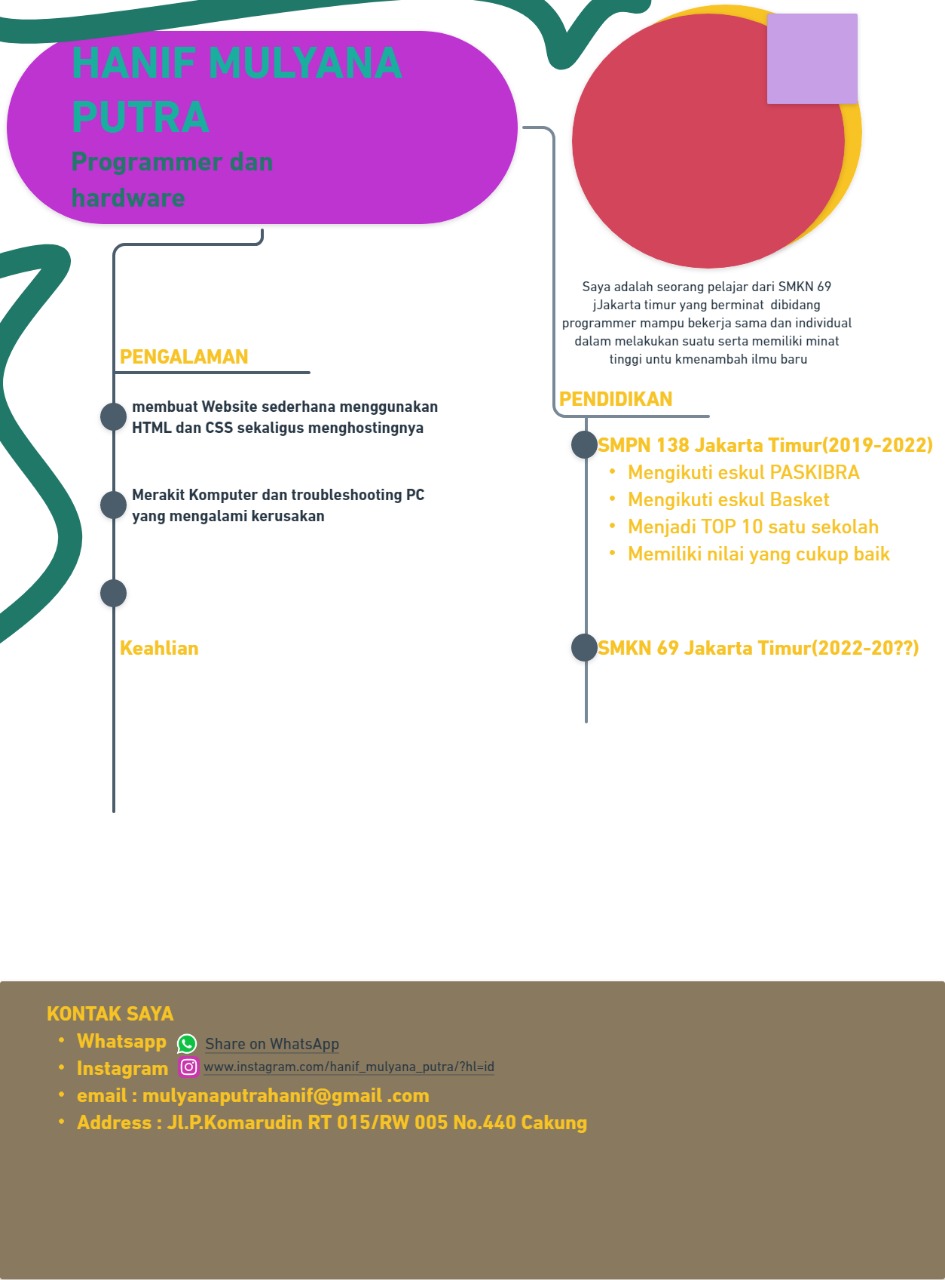 HANIF MULYANA
PUTRA
Programmer dan
hardware
Saya adalah seorang pelajar dari SMKN 69
jJakarta timur yang berminat dibidang
programmer mampu bekerja sama dan individual
dalam melakukan suatu serta memiliki minat
tinggi untu kmenambah ilmu baru
PENGALAMAN
membuat Website sederhana menggunakan
HTML dan CSS sekaligus menghostingnya
Merakit Komputer dan troubleshooting PC
yang mengalami kerusakan
Keahlian
PENDIDIKAN
SMPN 138 Jakarta Timur(2019-2022)
• Mengikuti eskul PASKIBRA
• Mengikuti eskul Basket
• Menjadi TOP 10 satu sekolah
• Memiliki nilai yang cukup baik
SMKN 69 Jakarta Timur(2022-20??)
KONTAK SAYA
• Whatsapp Share on WhatsApp
• Instagram www.instagram.com/hanif_mulyana_putra/?hl=id
• email : mulyanaputrahanif@gmail .com
• Address : Jl.P.Komarudin RT 015/RW 005 No.440 Cakung